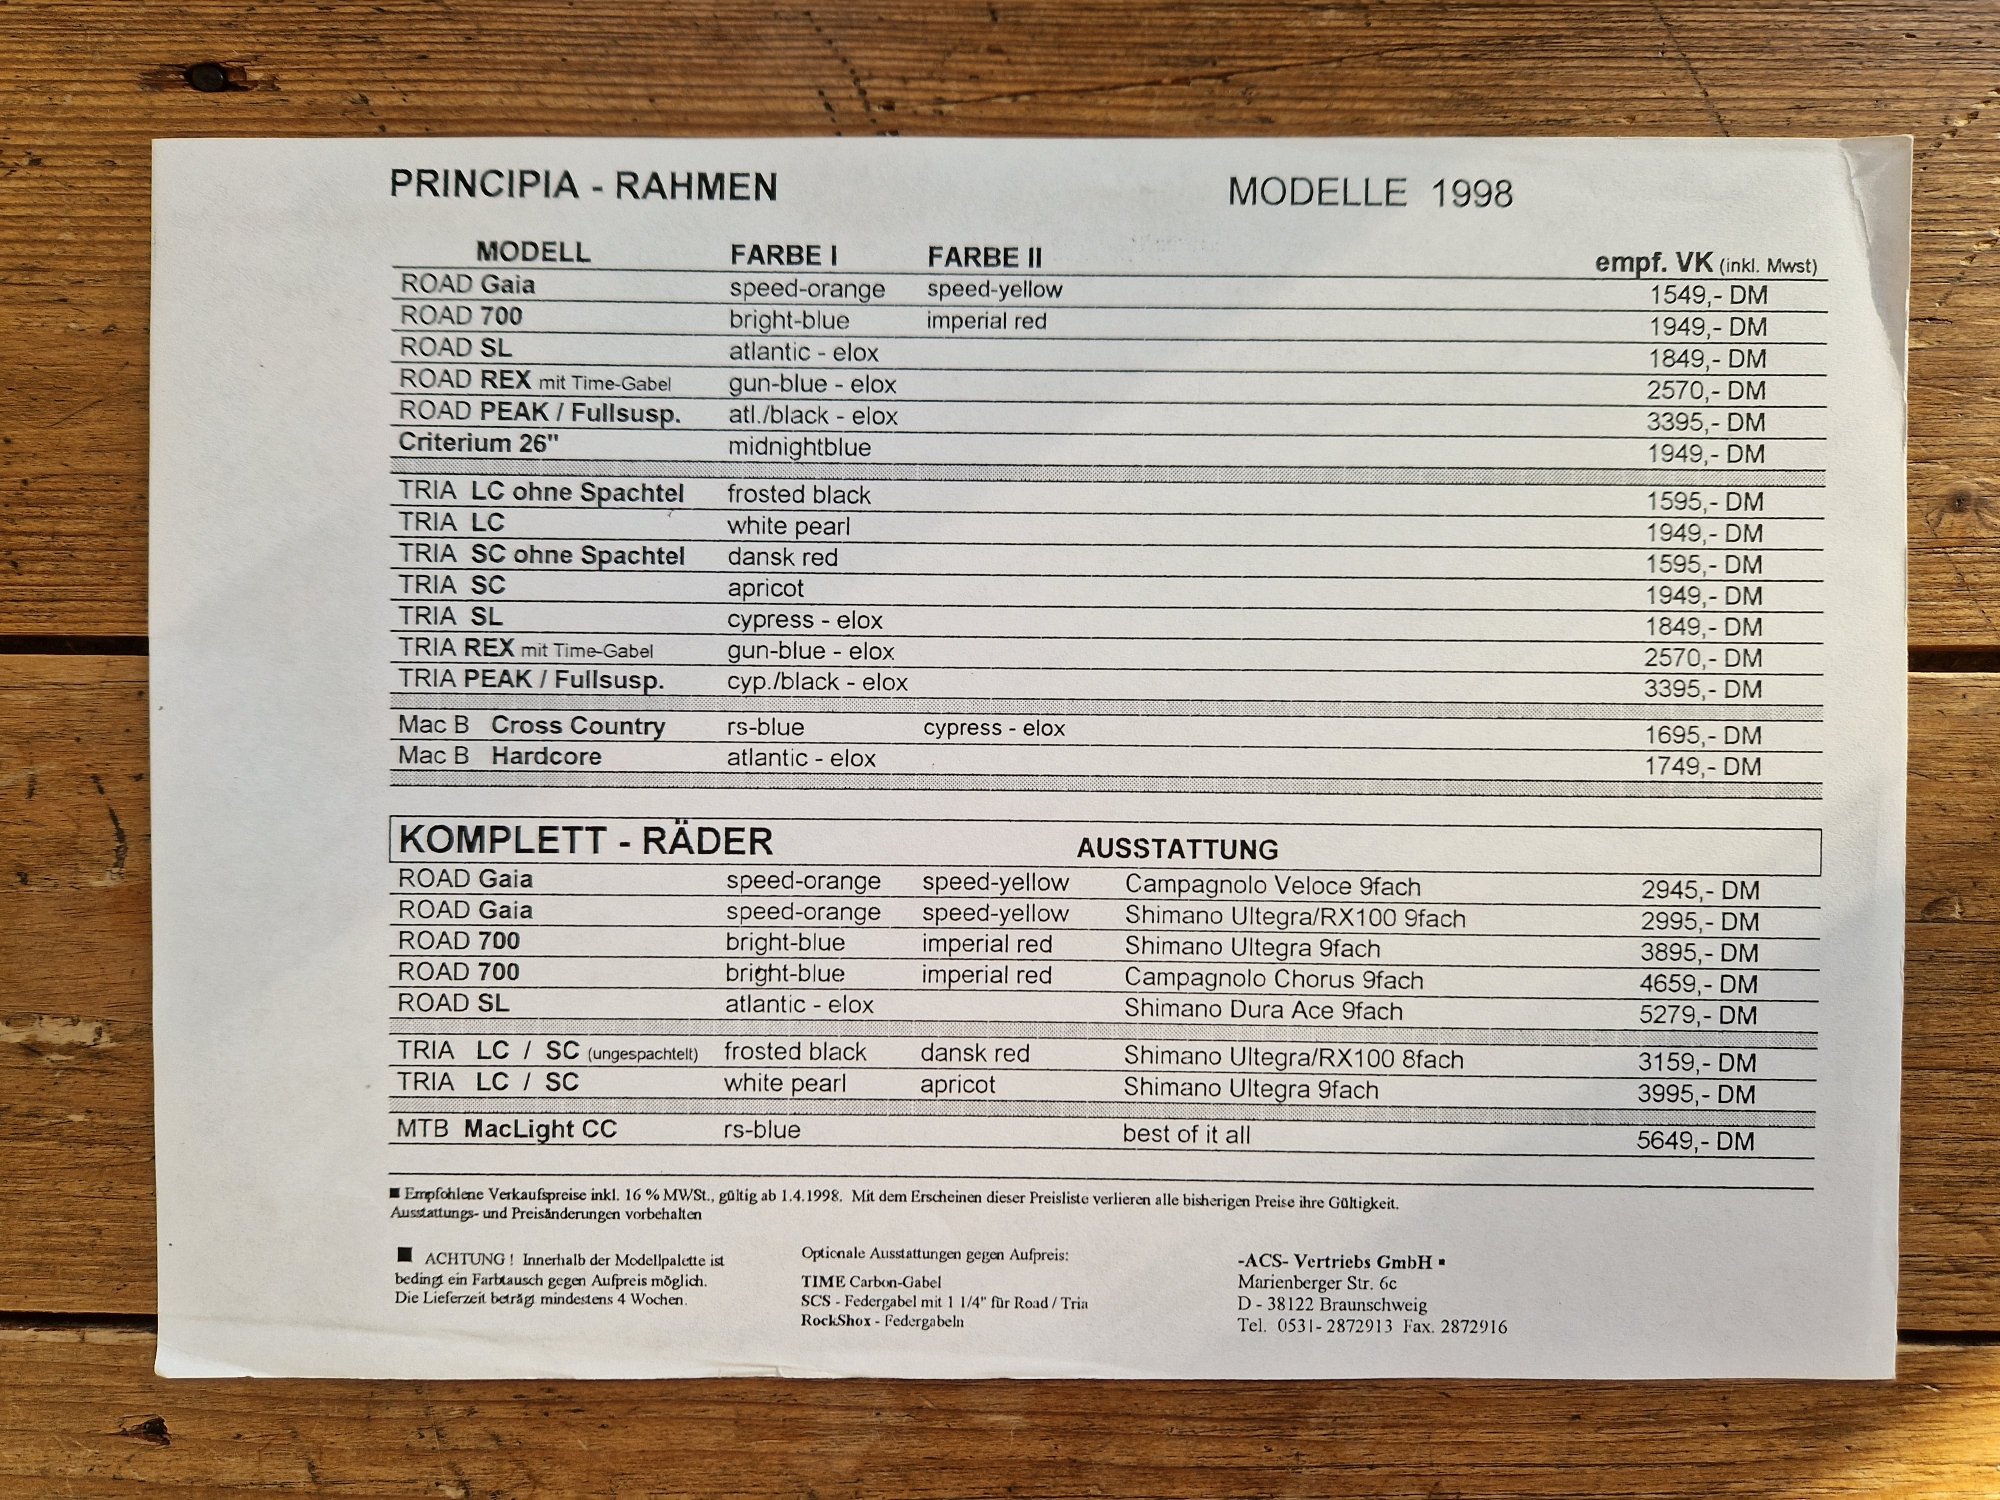 PRINCIPIA - RAHMEN MODELLE 1998
MODELL FARBE I FARBE II empf. VK (inkl. Mwst)
ROAD Gaia speed-orange speed-yellow 1549,- DM
ROAD 700 bright-blue imperial red 1949,- DM
ROAD SL atlantic - elox 1849,- DM
ROAD REX mit Time-Gabel gun-blue - elox 2570,- DM
ROAD PEAK / Fullsusp. atl./black - elox 3395,- DM
Criterium 26" midnightblue 1949,- DM
TRIA LC ohne Spachtel frosted black 1595,- DM
TRIA LC white pearl 1949,- DM
TRIA SC ohne Spachtel dansk red 1595,- DM
TRIA SC apricot 1949,- DM
TRIA SL cypress - elox 1849,- DM
TRIA REX mit Time-Gabel gun-blue - elox 2570,- DM
TRIA PEAK / Fullsusp. cyp./black - elox 3395,- DM
Mac B Cross Country rs-blue cypress - elox 1695,- DM
Mac B Hardcore atlantic - elox 1749,- DM
KOMPLETT - RÄDER AUSSTATTUNG
ROAD Gaia speed-orange speed-yellow Campagnolo Veloce 9fach 2945,- DM
ROAD Gaia speed-orange speed-yellow Shimano Ultegra/RX100 9fach 2995,- DM
ROAD 700 bright-blue imperial red Shimano Ultegra 9fach 3895,- DM
ROAD 700 bright-blue imperial red Campagnolo Chorus 9fach 4659,- DM
ROAD SL atlantic - elox Shimano Dura Ace 9fach 5279,- DM
TRIA LC / SC (ungespachtelt) frosted black dansk red Shimano Ultegra/RX100 8fach 3159,- DM
TRIA LC / SC white pearl apricot Shimano Ultegra 9fach 3995,- DM
MTB MacLight CC rs-blue best of it all 5649,- DM
■ Empfohlene Verkaufspreise inkl. 16 % MWSt., gültig ab 1.4.1998. Mit dem Erscheinen dieser Preisliste verlieren alle bisherigen Preise ihre Gültigkeit.
Ausstattungs- und Preisänderungen vorbehalten
■ ACHTUNG ! Innerhalb der Modellpalette ist
bedingt ein Farbtausch gegen Aufpreis möglich.
Die Lieferzeit beträgt mindestens 4 Wochen.
Optionale Ausstattungen gegen Aufpreis:
TIME Carbon-Gabel
SCS - Federgabel mit 1 1/4" für Road / Tria
RockShox - Federgabeln
-ACS- Vertriebs GmbH ▪
Marienberger Str. 6c
D - 38122 Braunschweig
Tel. 0531- 2872913 Fax. 2872916